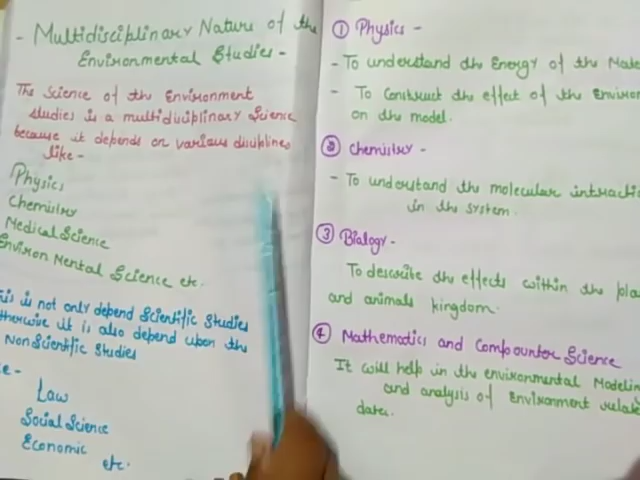 - Multidisciplinary Nature of the
Environmental Studies -
The Science of the Environment
studies is a multidisciplinary Science
because it depends on various disciplines
like -
Physics
Chemistry
Medical Science
Environ Mental Science etc.
is not only depend Scientific Studies
otherwise it is also depend upon the
Non Scientific Studies
Law
Social Science
Economic
etc.
① Physics -
- To understand the Energy of the
- To Construct the effect of the
on the model.
② Chemistry -
- To understand the molecular
in the system.
③ Biology -
To describe the effects within the
and animals kingdom.
④ Mathematics and Compounter Science
It will help in the environmental
and analysis of Environment
date.